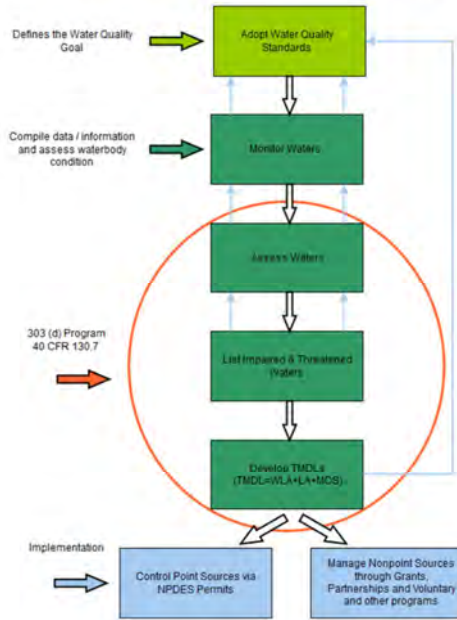 Defines the Water Quality
Goal
Adopt Water Quality
Standards
Compile data / information
and assess waterbody
condition
Monitor Waters
Assess Waters
303 (d) Program
40 CFR 130.7
List Impaired & Threatened
Waters
Develop TMDLs
(TMDL=WLA+LA+MOS)
Implementation
Control Point Sources via
NPDES Permits
Manage Nonpoint Sources
through Grants,
Partnerships and Voluntary
and other programs